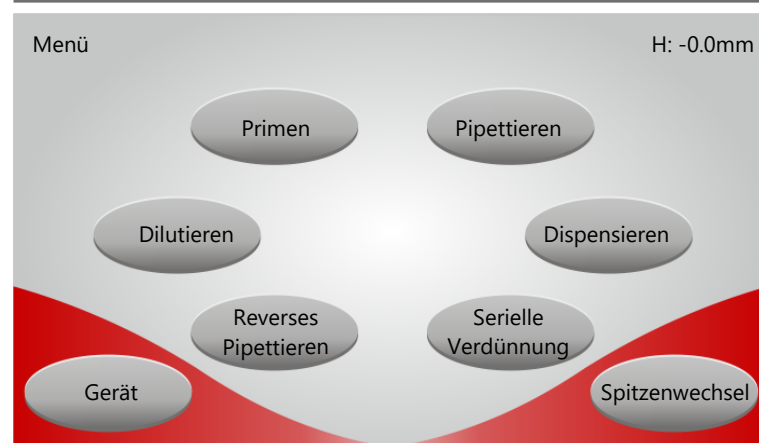 Menü
H: -0.0mm
Primen
Pipettieren
Dilutieren
Dispensieren
Reverses
Pipettieren
Serielle
Verdünnung
Gerät
Spitzenwechsel